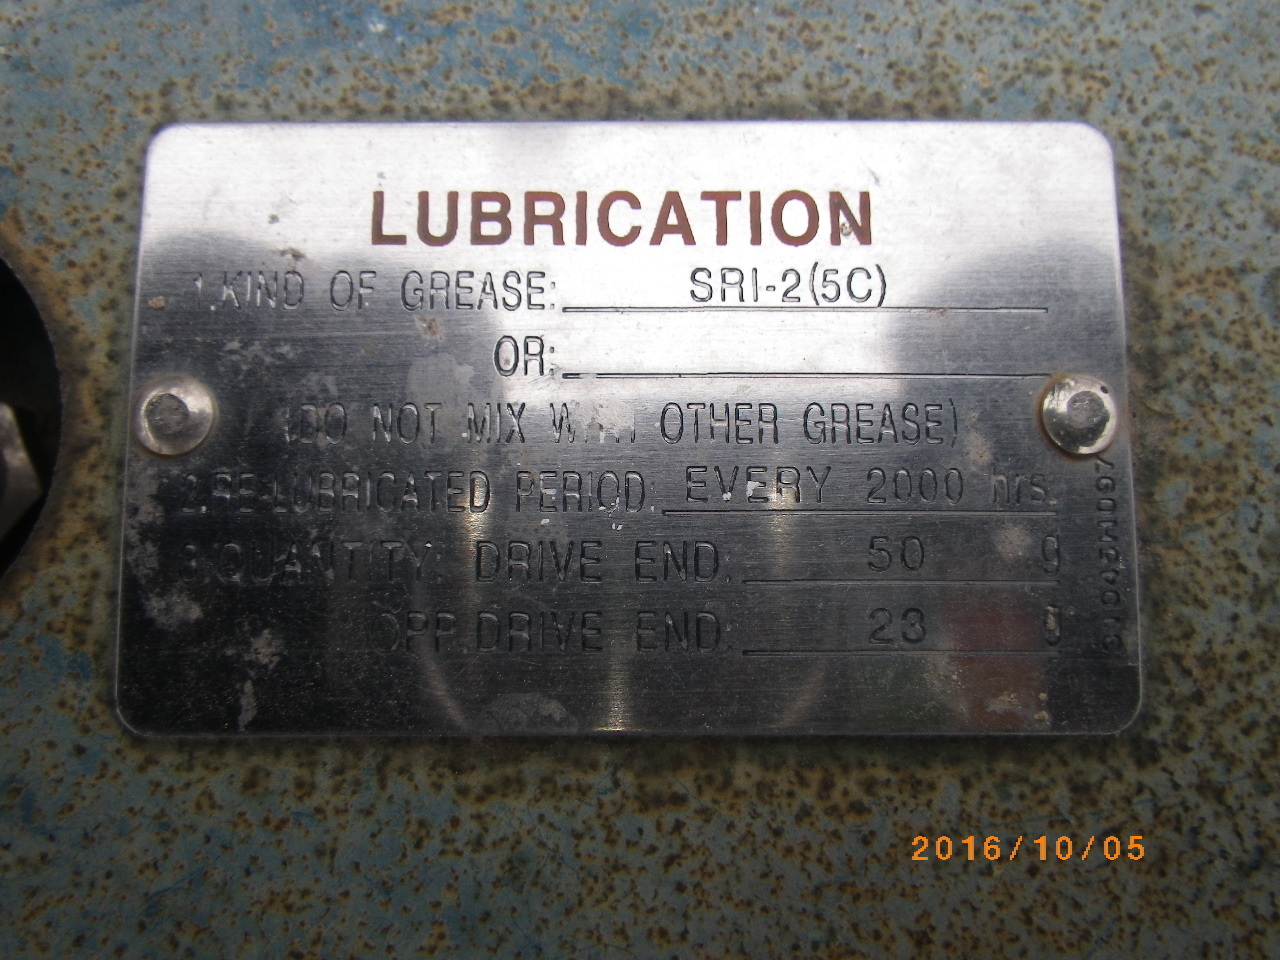 LUBRICATION
1.KIND OF GREASE: SRI-2(5C)
OR:
(DO NOT MIX WITH OTHER GREASE)
2.RE-LUBRICATED PERIOD: EVERY 2000 hrs.
3.QUANTITY: DRIVE END: 50 g
OPP.DRIVE END: 23 g
2016/10/05